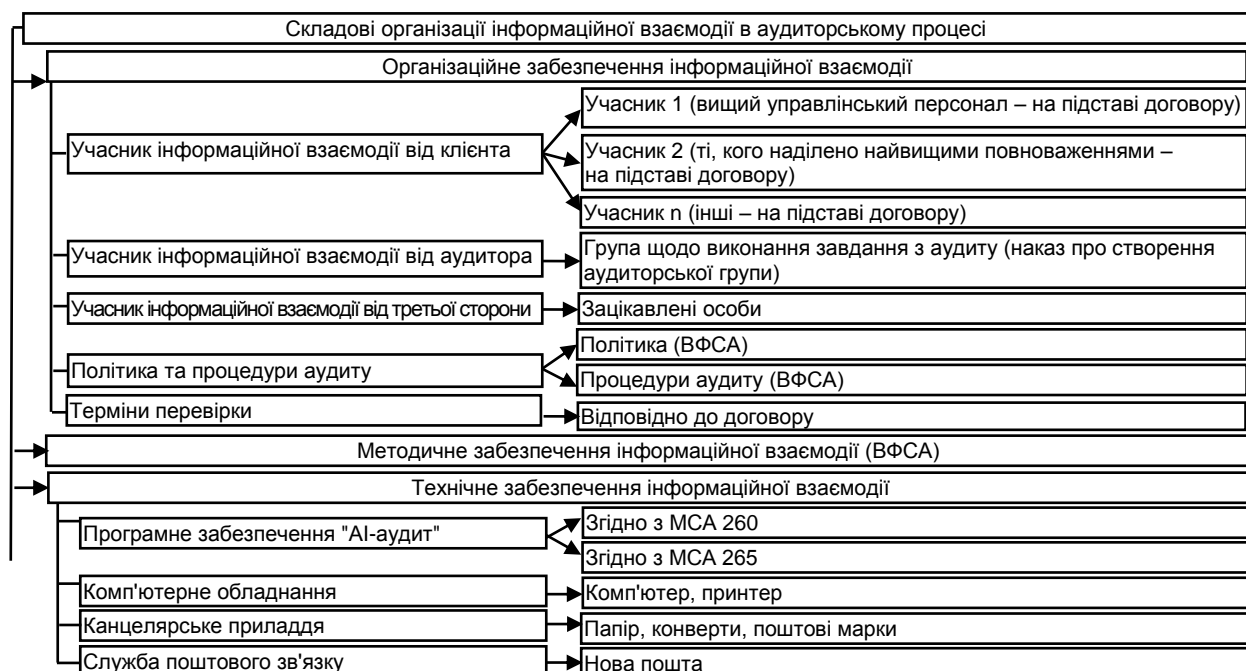 Складові організації інформаційної взаємодії в аудиторському процесі
Організаційне забезпечення інформаційної взаємодії
Учасник інформаційної взаємодії від клієнта
Учасник 1 (вищий управлінський персонал – на підставі договору)
Учасник 2 (ті, кого наділено найвищими повноваженнями –
на підставі договору)
Учасник n (інші – на підставі договору)
Учасник інформаційної взаємодії від аудитора
Група щодо виконання завдання з аудиту (наказ про створення
аудиторської групи)
Учасник інформаційної взаємодії від третьої сторони
Зацікавлені особи
Політика та процедури аудиту
Політика (ВФСА)
Процедури аудиту (ВФСА)
Терміни перевірки
Відповідно до договору
Методичне забезпечення інформаційної взаємодії (ВФСА)
Технічне забезпечення інформаційної взаємодії
Програмне забезпечення "АІ-аудит"
Згідно з МСА 260
Згідно з МСА 265
Комп'ютерне обладнання
Комп'ютер, принтер
Канцелярське приладдя
Папір, конверти, поштові марки
Служба поштового зв'язку
Нова пошта